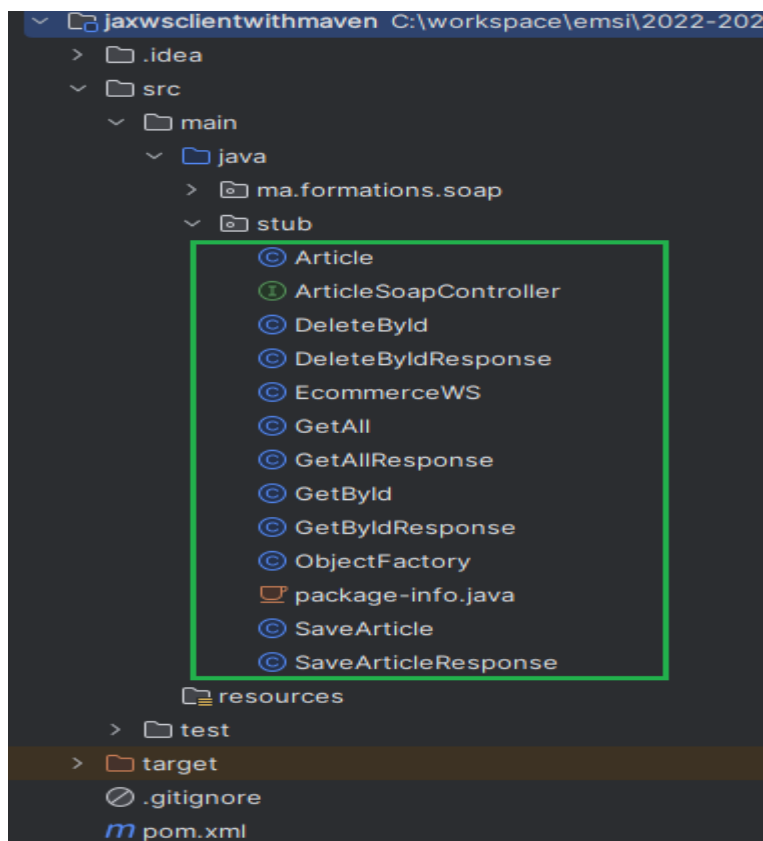 jaxwsclientwithmaven C:\workspace\emsi\2022-202
.idea
src
main
java
ma.formations.soap
stub
Article
ArticleSoapController
DeleteById
DeleteByIdResponse
EcommerceWS
GetAll
GetAllResponse
GetById
GetByIdResponse
ObjectFactory
package-info.java
SaveArticle
SaveArticleResponse
resources
test
target
.gitignore
pom.xml